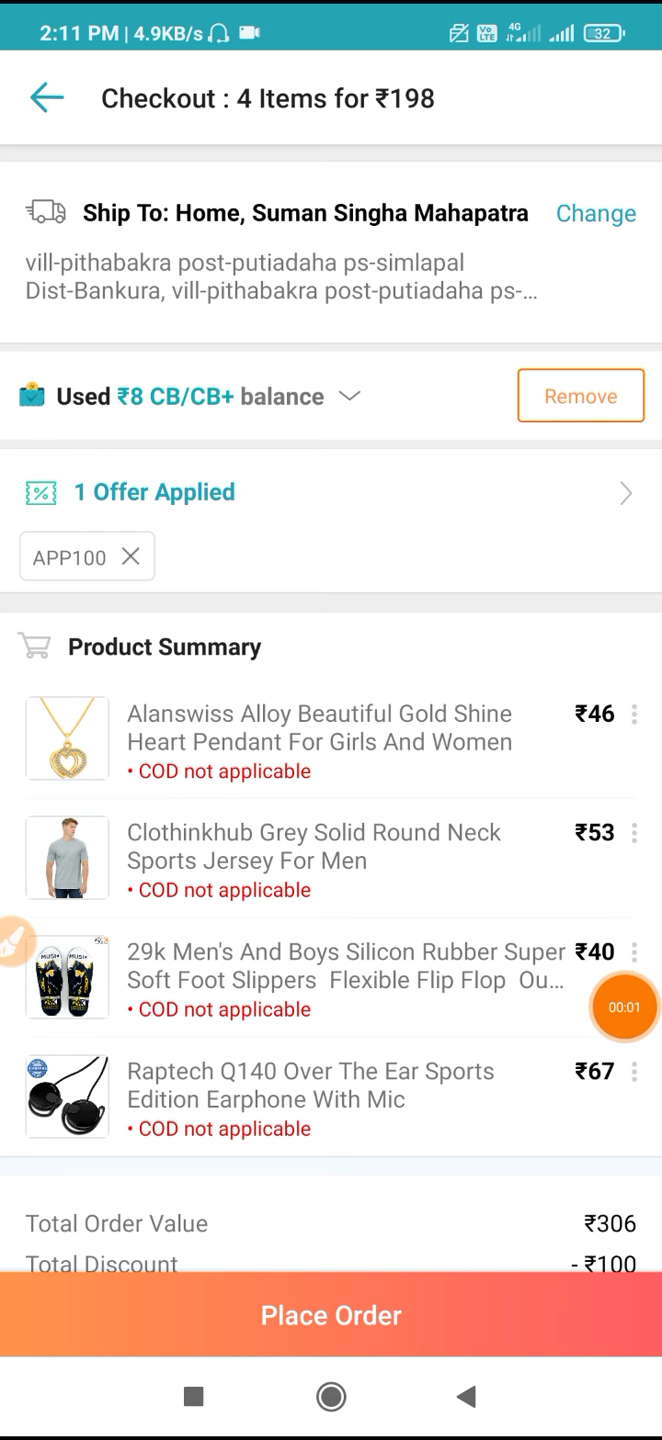 2:11 PM | 4.9KB/s
Vo LTE 4G 32
Checkout : 4 Items for ₹198
Ship To: Home, Suman Singha Mahapatra Change
vill-pithabakra post-putiadaha ps-simlapal
Dist-Bankura, vill-pithabakra post-putiadaha ps-...
Used ₹8 CB/CB+ balance Remove
1 Offer Applied
APP100
Product Summary
Alanswiss Alloy Beautiful Gold Shine ₹46
Heart Pendant For Girls And Women
• COD not applicable
Clothinkhub Grey Solid Round Neck ₹53
Sports Jersey For Men
• COD not applicable
29k Men's And Boys Silicon Rubber Super ₹40
Soft Foot Slippers Flexible Flip Flop Ou...
• COD not applicable
00:01
Raptech Q140 Over The Ear Sports ₹67
Edition Earphone With Mic
• COD not applicable
Total Order Value ₹306
Total Discount - ₹100
Place Order